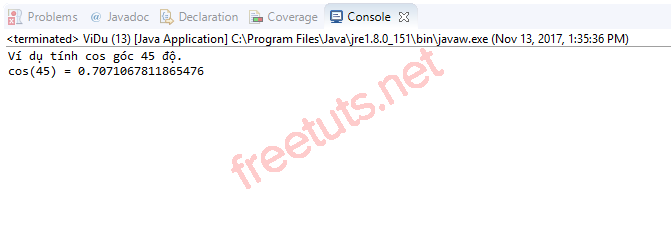 Problems @ Javadoc Declaration Coverage Console
<terminated> ViDu (13) [Java Application] C:\Program Files\Java\jre1.8.0_151\bin\javaw.exe (Nov 13, 2017, 1:35:36 PM)
Ví dụ tính cos góc 45 độ.
cos(45) = 0.7071067811865476
freetuts.net